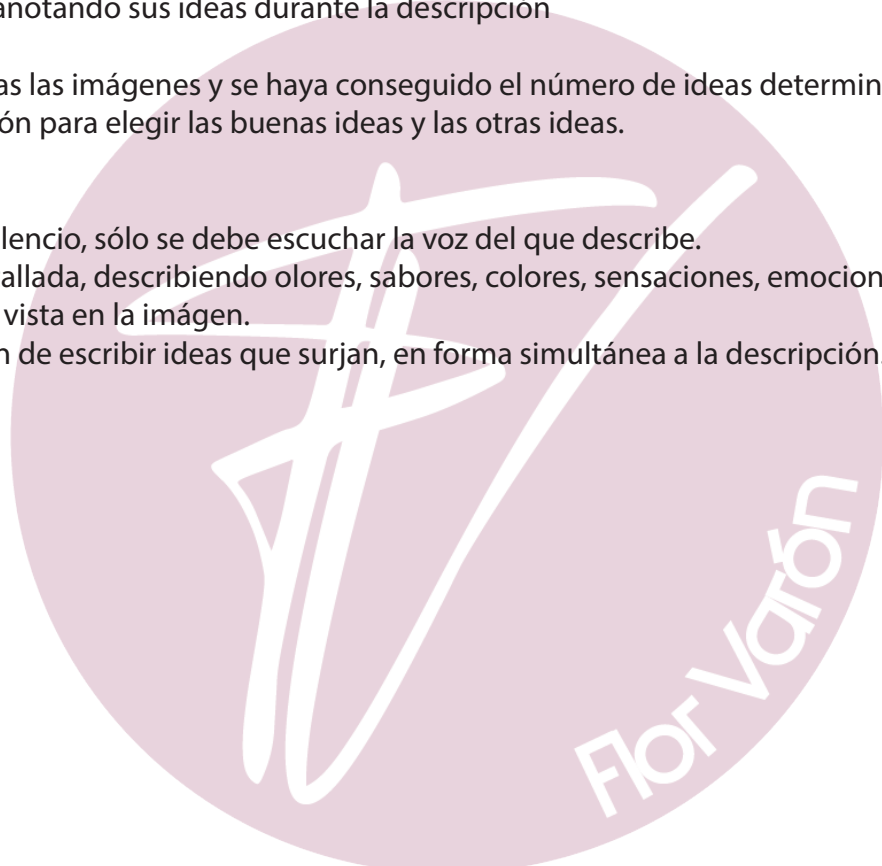 anotando sus ideas durante la descripción
as las imágenes y se haya conseguido el número de ideas determin
ón para elegir las buenas ideas y las otras ideas.
lencio, sólo se debe escuchar la voz del que describe.
allada, describiendo olores, sabores, colores, sensaciones, emocion
vista en la imágen.
n de escribir ideas que surjan, en forma simultánea a la descripción.
Flor Varón